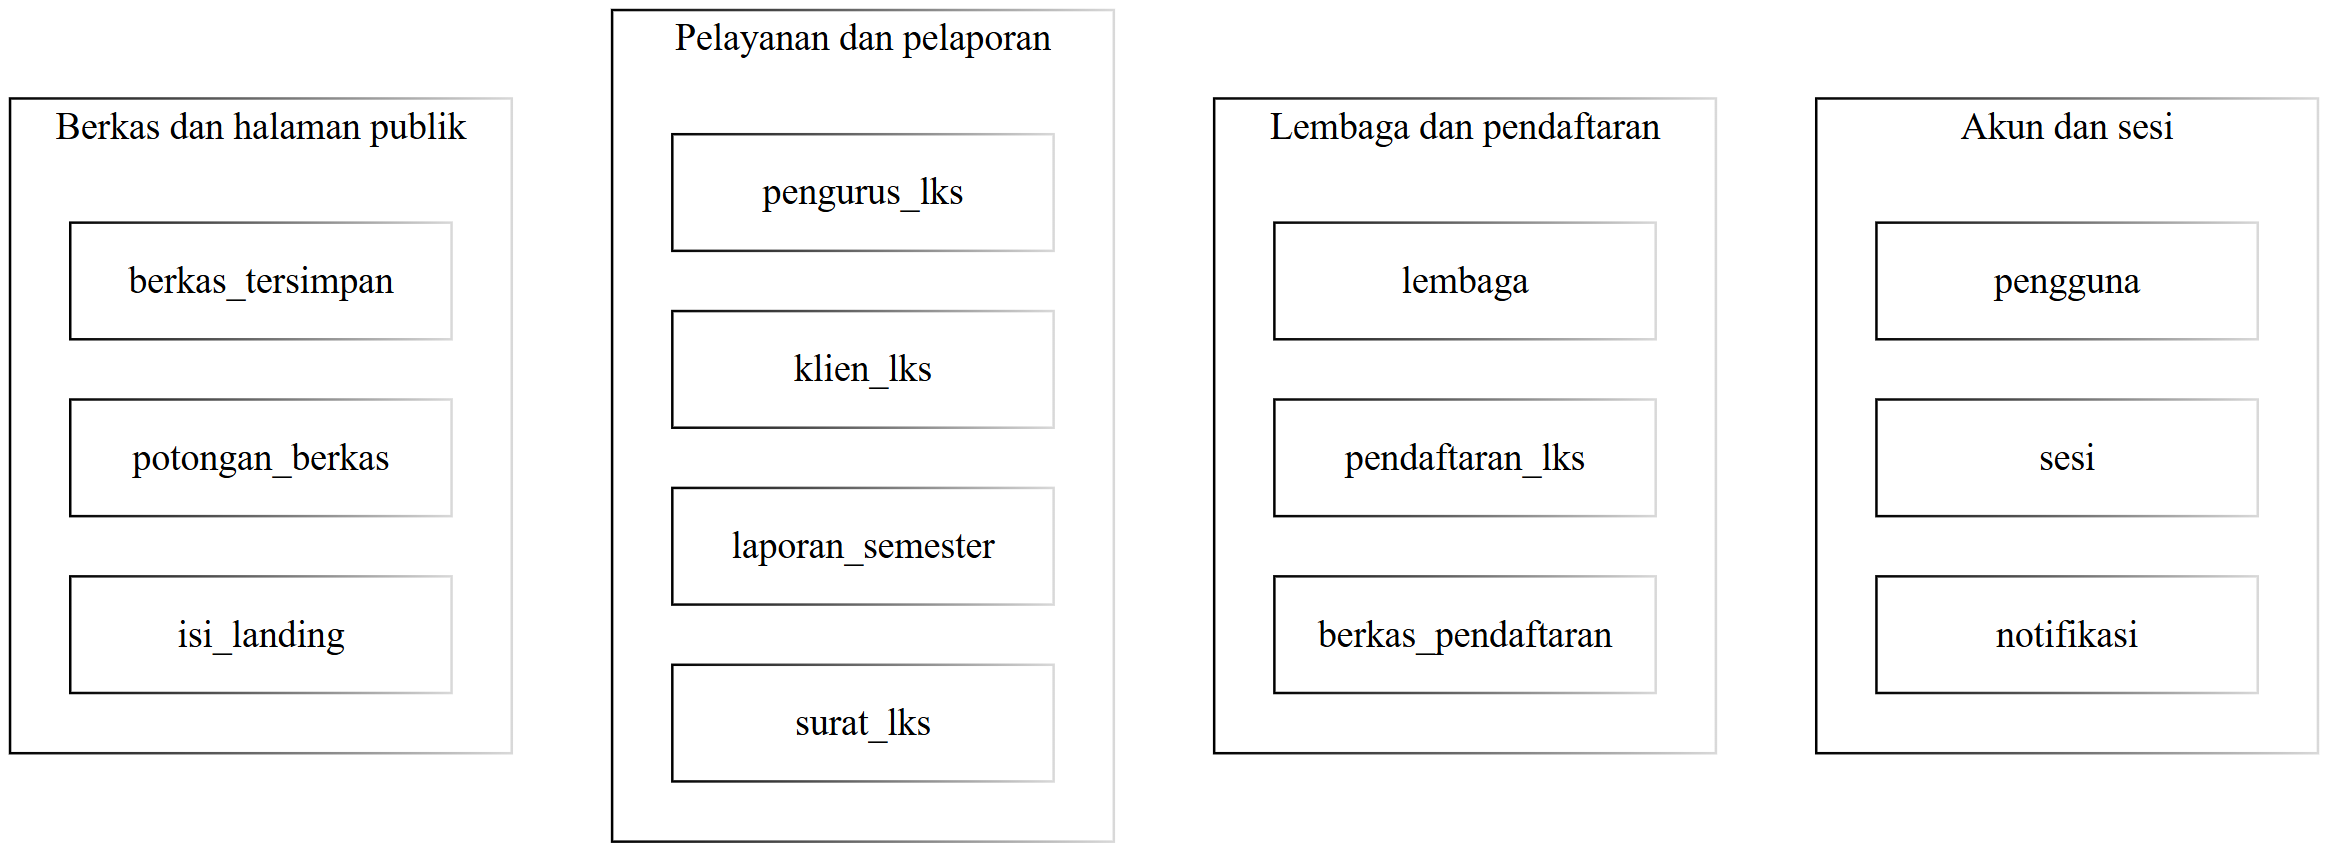 Berkas dan halaman publik
berkas_tersimpan
potongan_berkas
isi_landing
Pelayanan dan pelaporan
pengurus_lks
klien_lks
laporan_semester
surat_lks
Lembaga dan pendaftaran
lembaga
pendaftaran_lks
berkas_pendaftaran
Akun dan sesi
pengguna
sesi
notifikasi